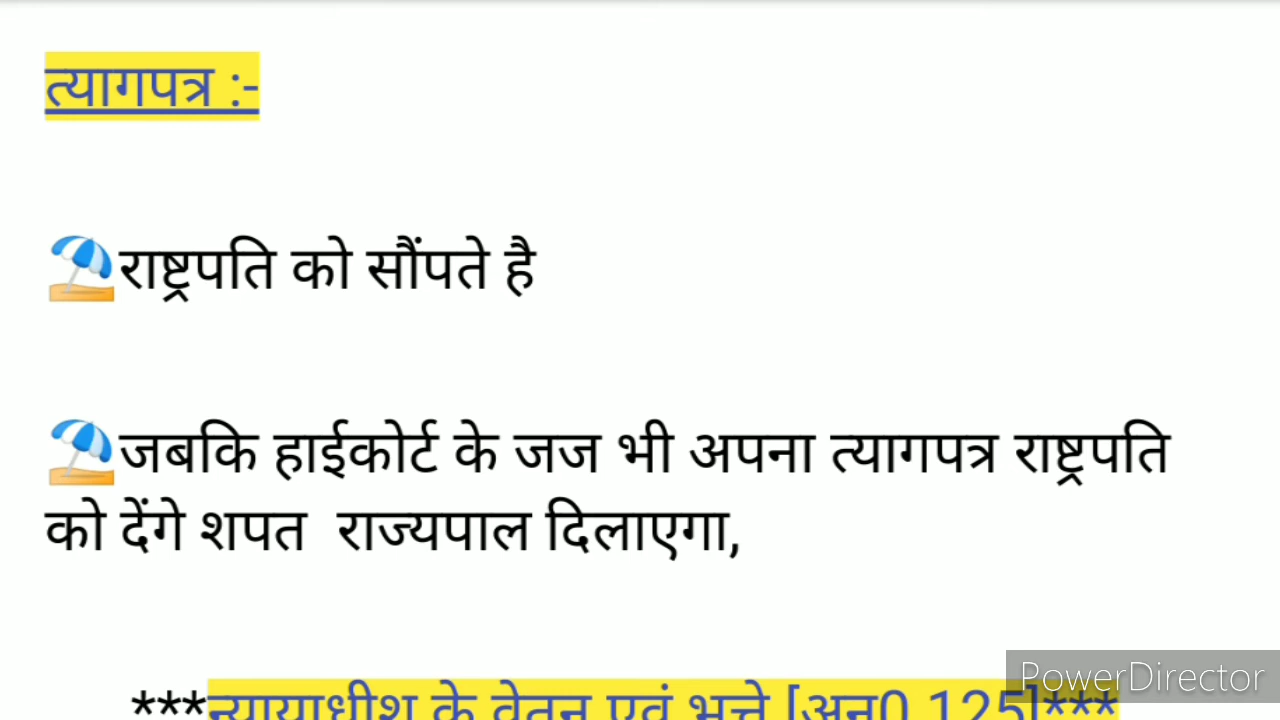 त्यागपत्र :-
राष्ट्रपति को सौंपते है
जबकि हाईकोर्ट के जज भी अपना त्यागपत्र राष्ट्रपति
को देंगे शपत राज्यपाल दिलाएगा,
***न्यायाधीश के वेतन एवं भत्ते [अनु0 125]***
PowerDirector